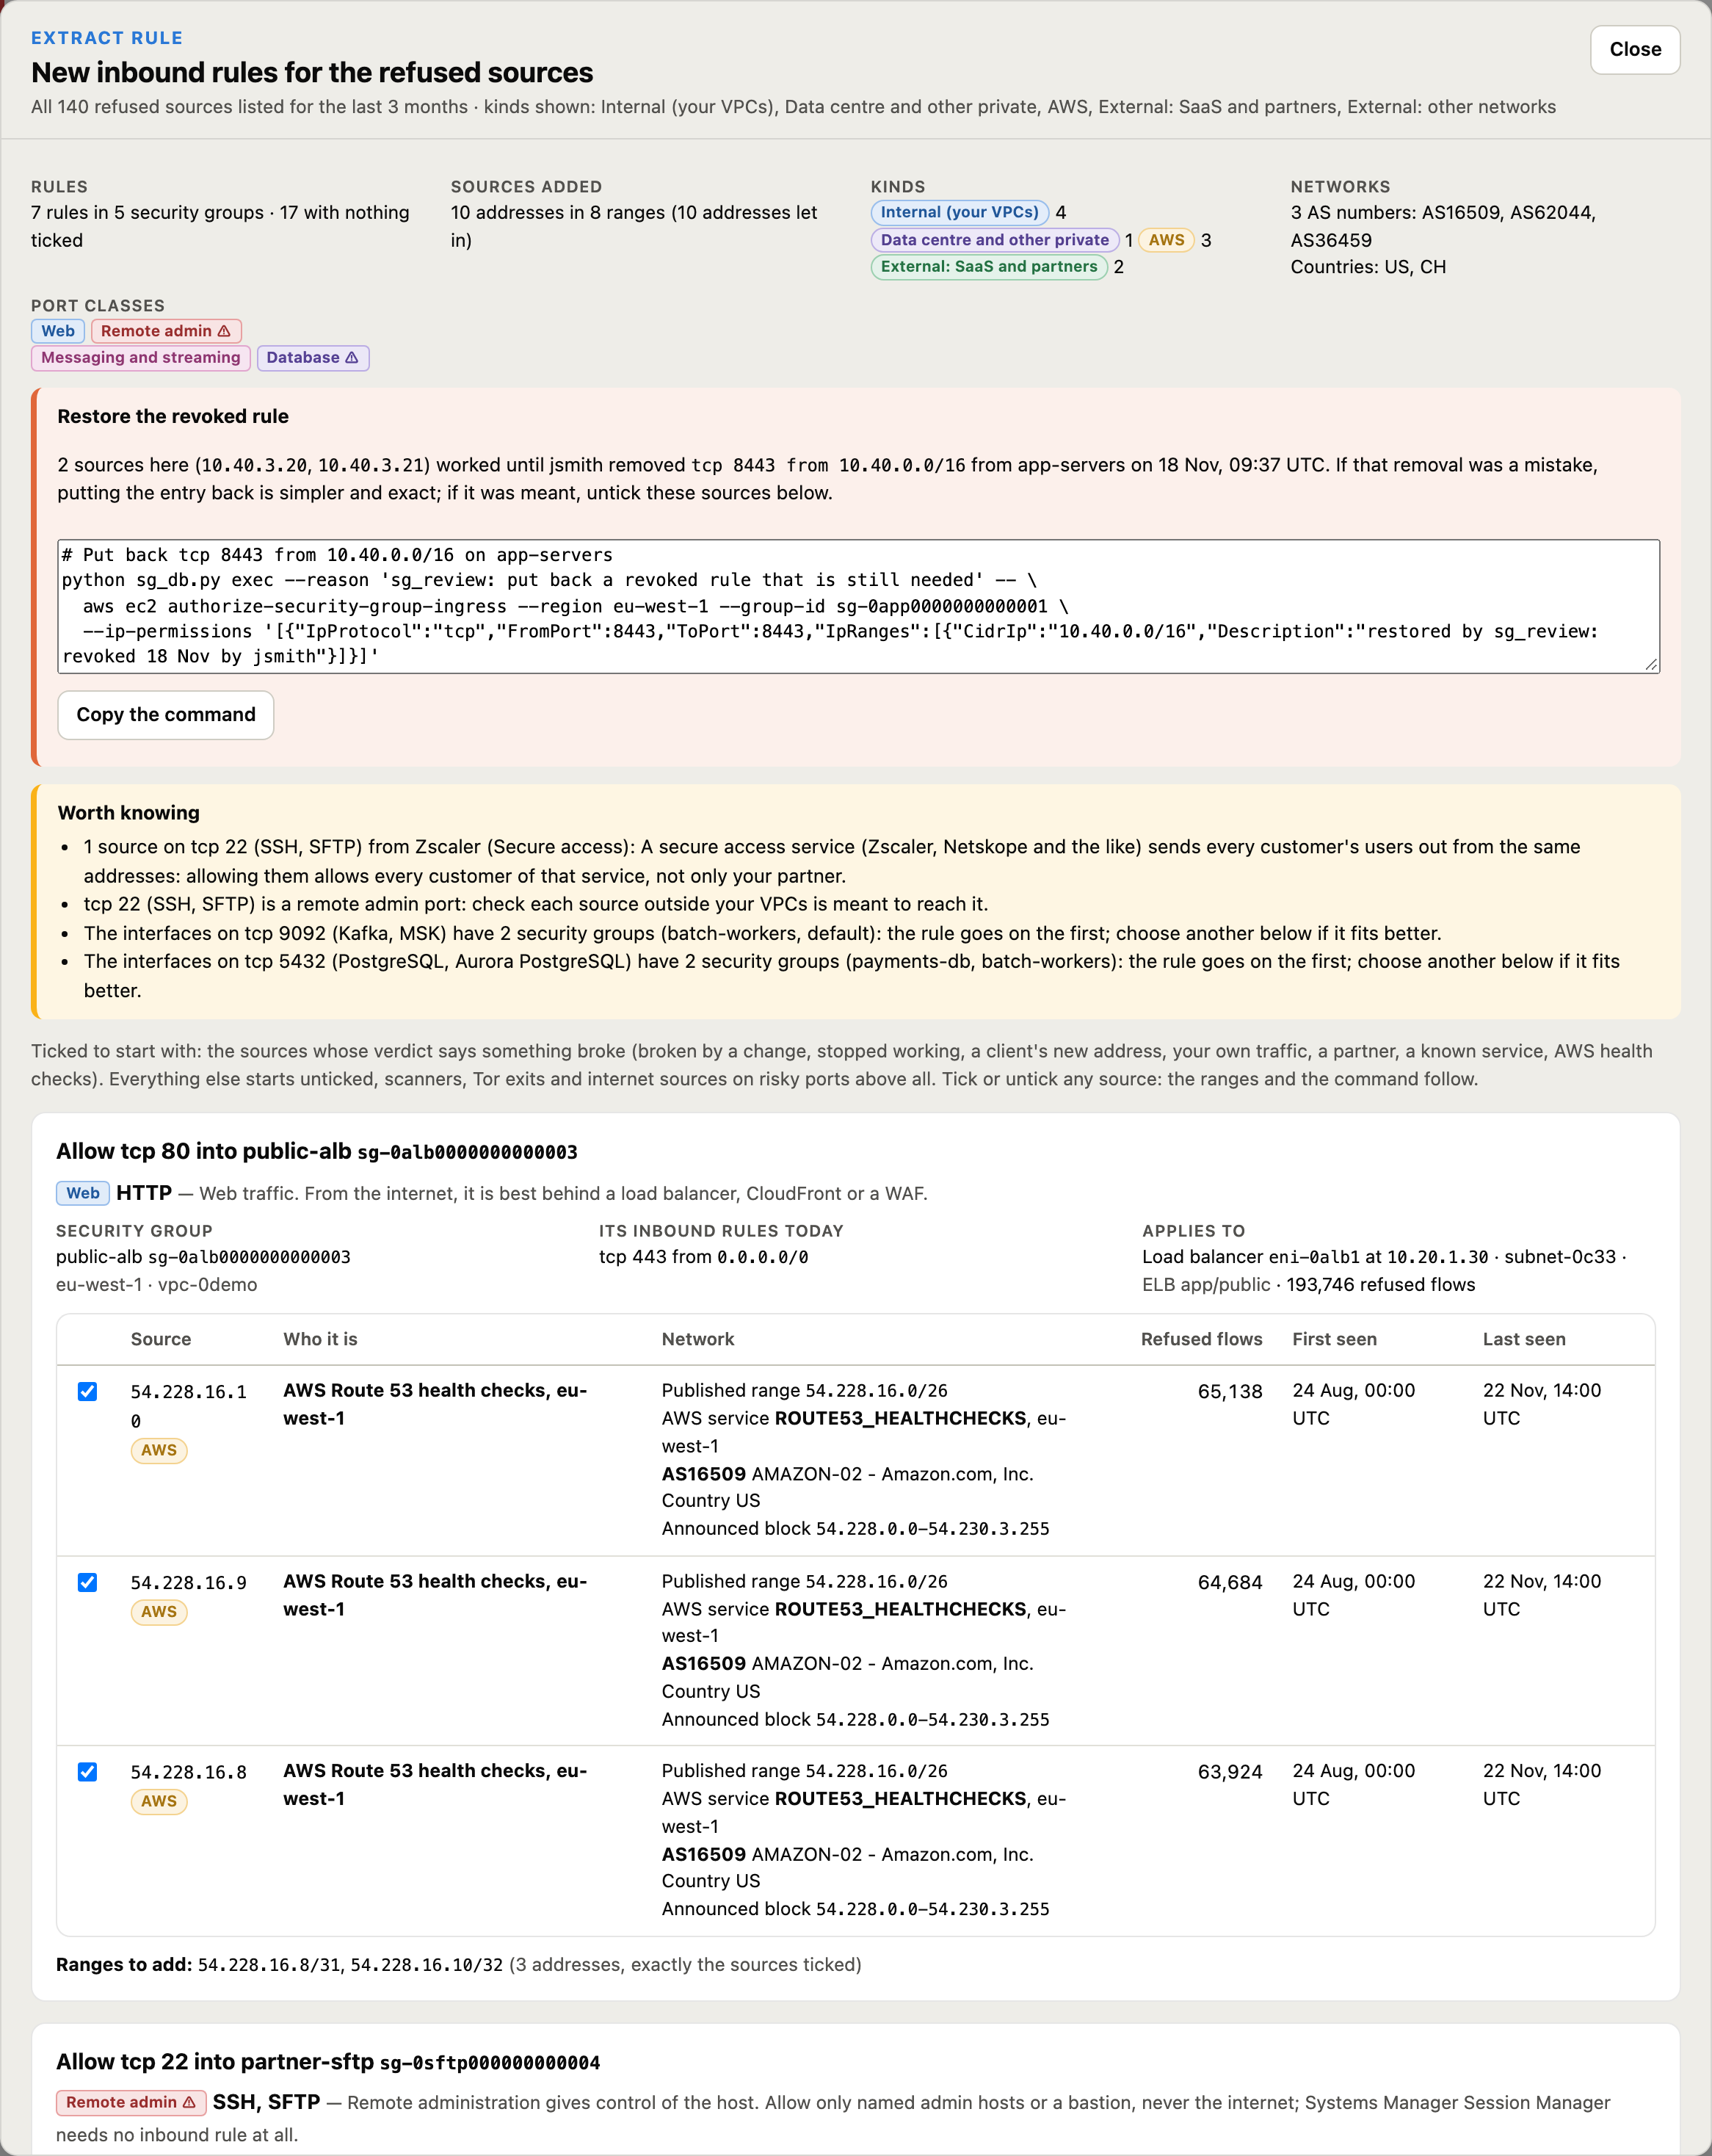 EXTRACT RULE
New inbound rules for the refused sources
All 140 refused sources listed for the last 3 months · kinds shown: Internal (your VPCs), Data centre and other private, AWS, External: SaaS and partners, External: other networks
Close
RULES
7 rules in 5 security groups · 17 with nothing
ticked
SOURCES ADDED
10 addresses in 8 ranges (10 addresses let
in)
KINDS
Internal (your VPCs) 4
Data centre and other private 1 AWS 3
External: SaaS and partners 2
NETWORKS
3 AS numbers: AS16509, AS62044,
AS36459
Countries: US, CH
PORT CLASSES
Web Remote admin ⚠
Messaging and streaming Database ⚠
Restore the revoked rule
2 sources here (10.40.3.20, 10.40.3.21) worked until jsmith removed tcp 8443 from 10.40.0.0/16 from app-servers on 18 Nov, 09:37 UTC. If that removal was a mistake,
putting the entry back is simpler and exact; if it was meant, untick these sources below.
# Put back tcp 8443 from 10.40.0.0/16 on app-servers
python sg_db.py exec --reason 'sg_review: put back a revoked rule that is still needed' -- \
aws ec2 authorize-security-group-ingress --region eu-west-1 --group-id sg-0app0000000000001 \
--ip-permissions '[{"IpProtocol":"tcp","FromPort":8443,"ToPort":8443,"IpRanges":[{"CidrIp":"10.40.0.0/16","Description":"restored by sg_review:
revoked 18 Nov by jsmith"}]}]'
Copy the command
Worth knowing
• 1 source on tcp 22 (SSH, SFTP) from Zscaler (Secure access): A secure access service (Zscaler, Netskope and the like) sends every customer's users out from the same
addresses: allowing them allows every customer of that service, not only your partner.
• tcp 22 (SSH, SFTP) is a remote admin port: check each source outside your VPCs is meant to reach it.
• The interfaces on tcp 9092 (Kafka, MSK) have 2 security groups (batch-workers, default): the rule goes on the first; choose another below if it fits better.
• The interfaces on tcp 5432 (PostgreSQL, Aurora PostgreSQL) have 2 security groups (payments-db, batch-workers): the rule goes on the first; choose another below if it fits
better.
Ticked to start with: the sources whose verdict says something broke (broken by a change, stopped working, a client's new address, your own traffic, a partner, a known service, AWS health
checks). Everything else starts unticked, scanners, Tor exits and internet sources on risky ports above all. Tick or untick any source: the ranges and the command follow.
Allow tcp 80 into public-alb sg-0alb0000000000003
Web HTTP — Web traffic. From the internet, it is best behind a load balancer, CloudFront or a WAF.
SECURITY GROUP
public-alb sg-0alb0000000000003
eu-west-1 · vpc-0demo
ITS INBOUND RULES TODAY
tcp 443 from 0.0.0.0/0
APPLIES TO
Load balancer eni-0alb1 at 10.20.1.30 · subnet-0c33 ·
ELB app/public · 193,746 refused flows
Source Who it is Network Refused flows First seen Last seen
54.228.16.1
0
AWS
AWS Route 53 health checks, eu-
west-1
Published range 54.228.16.0/26
AWS service ROUTE53_HEALTHCHECKS, eu-
west-1
AS16509 AMAZON-02 - Amazon.com, Inc.
Country US
Announced block 54.228.0.0–54.230.3.255
65,138
24 Aug, 00:00
UTC
22 Nov, 14:00
UTC
54.228.16.9
AWS
AWS Route 53 health checks, eu-
west-1
Published range 54.228.16.0/26
AWS service ROUTE53_HEALTHCHECKS, eu-
west-1
AS16509 AMAZON-02 - Amazon.com, Inc.
Country US
Announced block 54.228.0.0–54.230.3.255
64,684
24 Aug, 00:00
UTC
22 Nov, 14:00
UTC
54.228.16.8
AWS
AWS Route 53 health checks, eu-
west-1
Published range 54.228.16.0/26
AWS service ROUTE53_HEALTHCHECKS, eu-
west-1
AS16509 AMAZON-02 - Amazon.com, Inc.
Country US
Announced block 54.228.0.0–54.230.3.255
63,924
24 Aug, 00:00
UTC
22 Nov, 14:00
UTC
Ranges to add: 54.228.16.8/31, 54.228.16.10/32 (3 addresses, exactly the sources ticked)
Allow tcp 22 into partner-sftp sg-0sftp000000000004
Remote admin ⚠ SSH, SFTP — Remote administration gives control of the host. Allow only named admin hosts or a bastion, never the internet; Systems Manager Session Manager
needs no inbound rule at all.